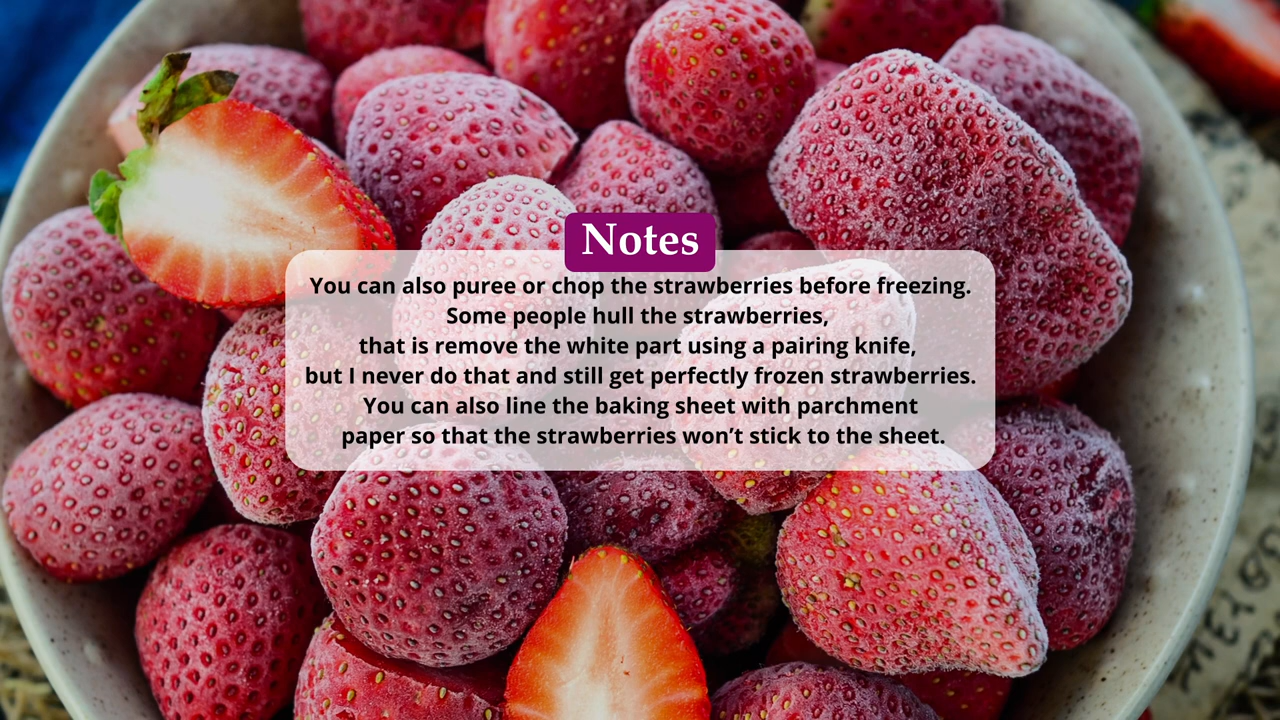 Notes
You can also puree or chop the strawberries before freezing.
Some people hull the strawberries,
that is remove the white part using a pairing knife,
but I never do that and still get perfectly frozen strawberries.
You can also line the baking sheet with parchment
paper so that the strawberries won’t stick to the sheet.